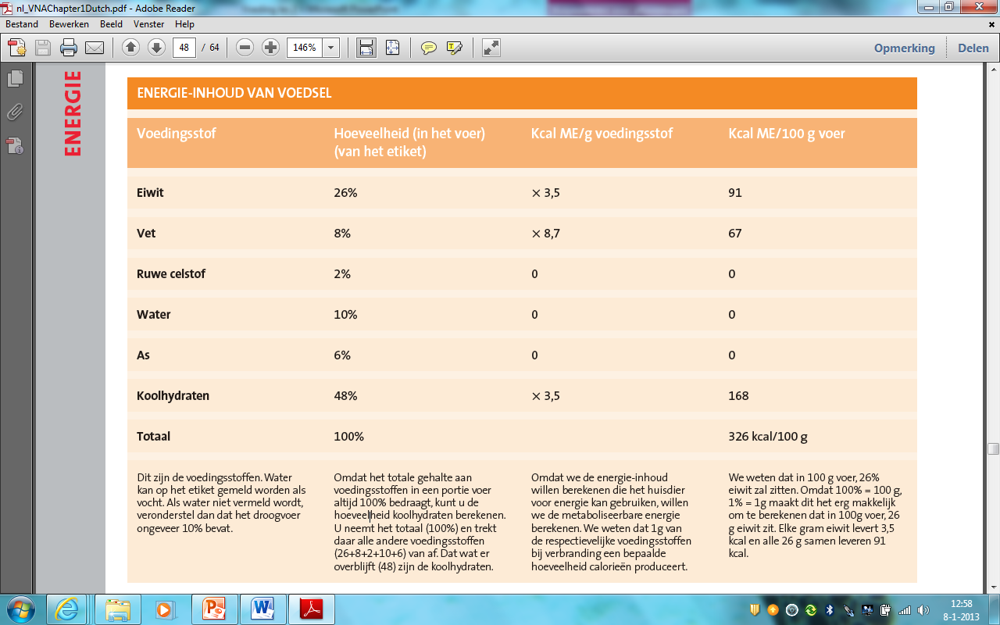 nl_VNAChapter1Dutch.pdf - Adobe Reader
Bestand Bewerken Beeld Venster Help
48 / 64 146% Opmerking Delen
ENERGIE
ENERGIE-INHOUD VAN VOEDSEL
Voedingsstof Hoeveelheid (in het voer) Kcal ME/g voedingsstof Kcal ME/100 g voer
(van het etiket)
Eiwit 26% × 3,5 91
Vet 8% × 8,7 67
Ruwe celstof 2% 0 0
Water 10% 0 0
As 6% 0 0
Koolhydraten 48% × 3,5 168
Totaal 100% 326 kcal/100 g
Dit zijn de voedingsstoffen. Water
kan op het etiket gemeld worden als
vocht. Als water niet vermeld wordt,
veronderstel dan dat het droogvoer
ongeveer 10% bevat.
Omdat het totale gehalte aan
voedingsstoffen in een portie voer
altijd 100% bedraagt, kunt u de
hoeveelheid koolhydraten berekenen.
U neemt het totaal (100%) en trekt
daar alle andere voedingsstoffen
(26+8+2+10+6) van af. Dat wat er
overblijft (48) zijn de koolhydraten.
Omdat we de energie-inhoud
willen berekenen die het huisdier
voor energie kan gebruiken, willen
we de metaboliseerbare energie
berekenen. We weten dat 1g van
de respectievelijke voedingsstoffen
bij verbranding een bepaalde
hoeveelheid calorieën produceert.
We weten dat in 100 g voer, 26%
eiwit zal zitten. Omdat 100% = 100 g,
1% = 1g maakt dit het erg makkelijk
om te berekenen dat in 100g voer, 26
g eiwit zit. Elke gram eiwit levert 3,5
kcal en alle 26 g samen leveren 91
kcal.
12:58
8-1-2013